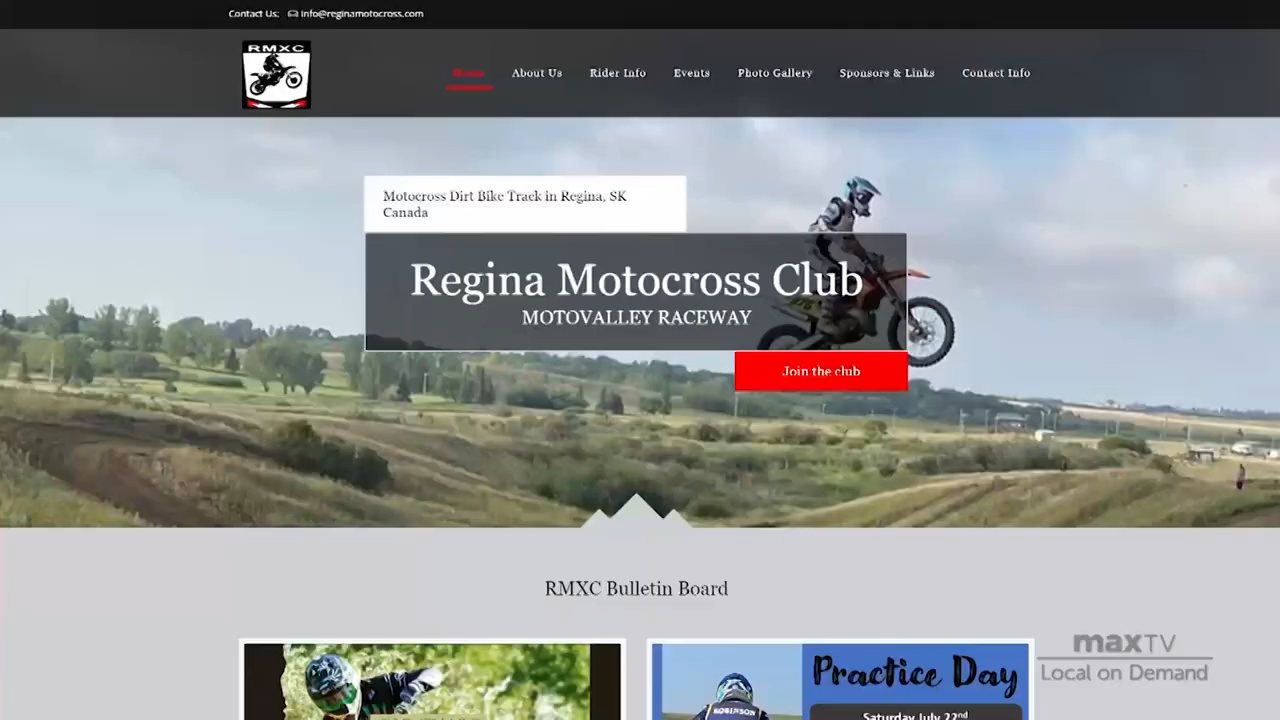 Contact Us: info@reginamotocross.com
RMXC
Home About Us Rider Info Events Photo Gallery Sponsors & Links Contact Info
Motocross Dirt Bike Track in Regina, SK
Canada
Regina Motocross Club
MOTOVALLEY RACEWAY
Join the club
RMXC Bulletin Board
maxTV
Local on Demand
Practice Day
ROBINSON
Saturday July 22nd